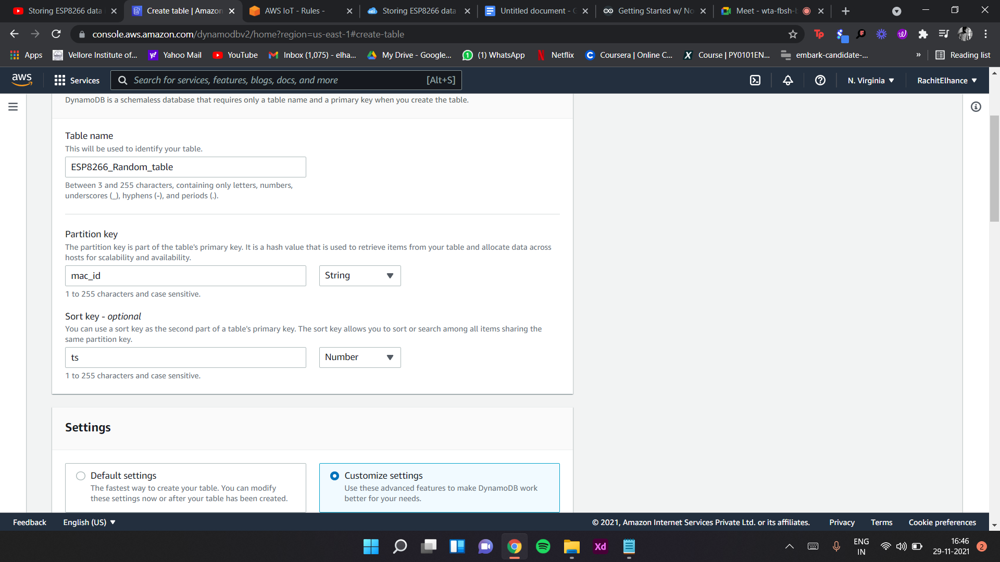 Storing ESP8266 data
Create table | Amazon
AWS IoT - Rules -
Storing ESP8266 data
Untitled document - G
Getting Started w/ No
Meet - wta-fbsh-b
console.aws.amazon.com/dynamodbv2/home?region=us-east-1#create-table
Apps
Vellore Institute of...
Yahoo Mail
YouTube
Inbox (1,075) - elha...
My Drive - Google...
(1) WhatsApp
Netflix
Coursera | Online C...
Course | PY0101EN...
embark-candidate-...
»
Reading list
aws
Services
Search for services, features, blogs, docs, and more
[Alt+S]
N. Virginia
RachitElhance
DynamoDB is a schemaless database that requires only a table name and a primary key when you create the table.
Table name
This will be used to identify your table.
ESP8266_Random_table
Between 3 and 255 characters, containing only letters, numbers,
underscores (_), hyphens (-), and periods (.).
Partition key
The partition key is part of the table's primary key. It is a hash value that is used to retrieve items from your table and allocate data across
hosts for scalability and availability.
mac_id
String
1 to 255 characters and case sensitive.
Sort key - optional
You can use a sort key as the second part of a table's primary key. The sort key allows you to sort or search among all items sharing the
same partition key.
ts
Number
1 to 255 characters and case sensitive.
Settings
Default settings
The fastest way to create your table. You can modify
these settings now or after your table has been created.
Customize settings
Use these advanced features to make DynamoDB work
better for your needs.
Feedback
English (US)
© 2021, Amazon Internet Services Private Ltd. or its affiliates.
Privacy
Terms
Cookie preferences
Xd
ENG
IN
16:46
29-11-2021
2